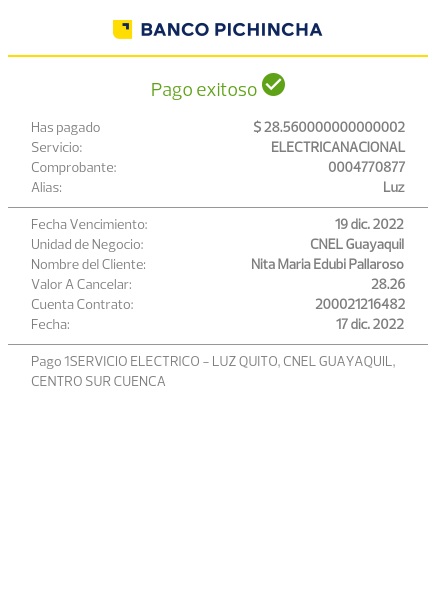 BANCO PICHINCHA
Pago exitoso
Has pagado $ 28.560000000000002
Servicio: ELECTRICANACIONAL
Comprobante: 0004770877
Alias: Luz
Fecha Vencimiento: 19 dic. 2022
Unidad de Negocio: CNEL Guayaquil
Nombre del Cliente: Nita Maria Edubi Pallaroso
Valor A Cancelar: 28.26
Cuenta Contrato: 200021216482
Fecha: 17 dic. 2022
Pago 1SERVICIO ELECTRICO - LUZ QUITO, CNEL GUAYAQUIL,
CENTRO SUR CUENCA